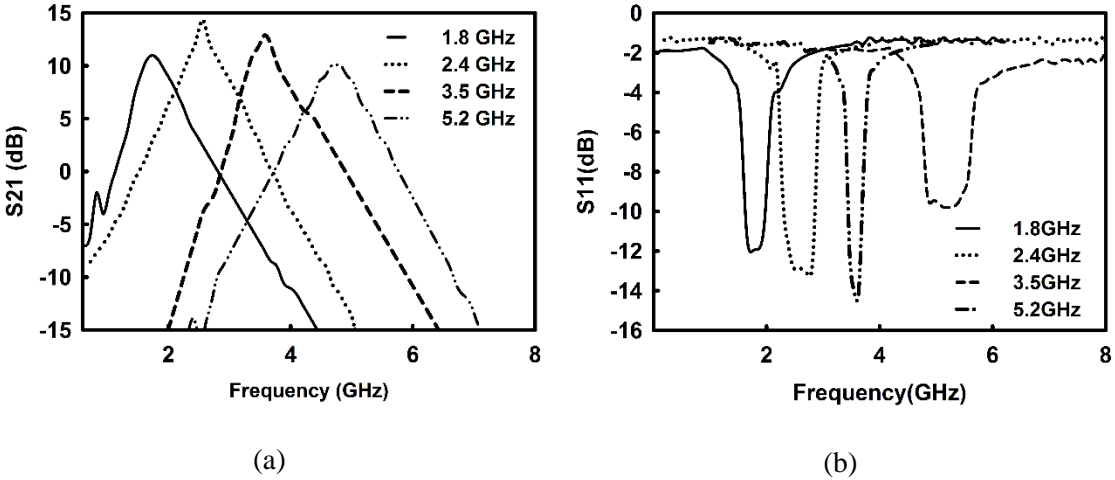 15
10
5
0
-5
-10
-15
S21 (dB)
1.8 GHz
2.4 GHz
3.5 GHz
5.2 GHz
2 4 6 8
Frequency (GHz)
(a)
0
-2
-4
-6
-8
-10
-12
-14
-16
S11(dB)
1.8GHz
2.4GHz
3.5GHz
5.2GHz
2 4 6 8
Frequency(GHz)
(b)